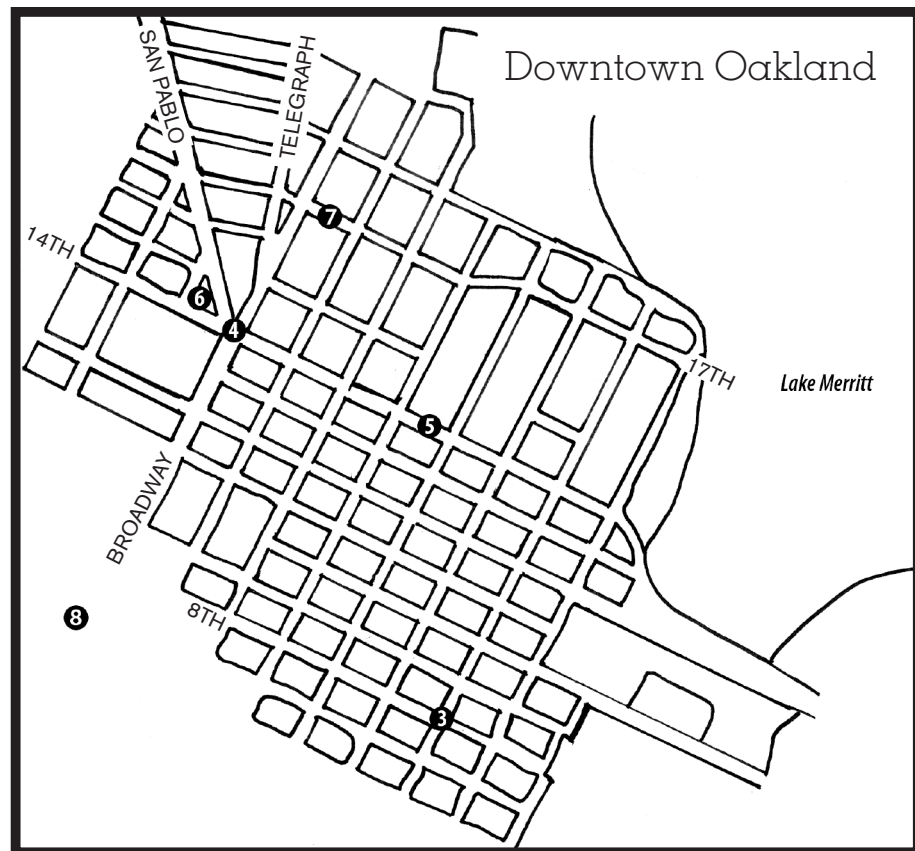 Downtown Oakland
SAN PABLO
TELEGRAPH
7
14TH
6
4
17TH
Lake Merritt
5
BROADWAY
8
8TH
3